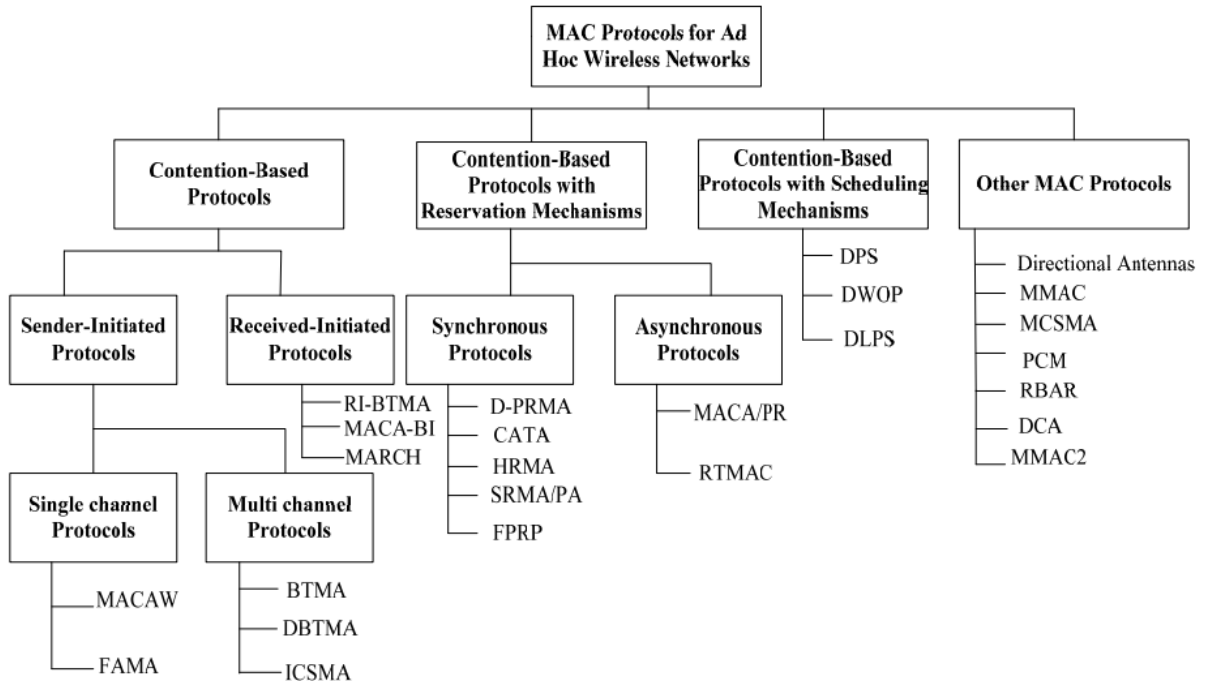 MAC Protocols for Ad
Hoc Wireless Networks
Contention-Based
Protocols
Contention-Based
Protocols with
Reservation Mechanisms
Contention-Based
Protocols with Scheduling
Mechanisms
Other MAC Protocols
Sender-Initiated
Protocols
Received-Initiated
Protocols
Synchronous
Protocols
Asynchronous
Protocols
DPS
DWOP
DLPS
Directional Antennas
MMAC
MCSMA
PCM
RBAR
DCA
MMAC2
RI-BTMA
MACA-BI
MARCH
D-PRMA
CATA
HRMA
SRMA/PA
FPRP
MACA/PR
RTMAC
Single channel
Protocols
Multi channel
Protocols
MACAW
FAMA
BTMA
DBTMA
ICSMA